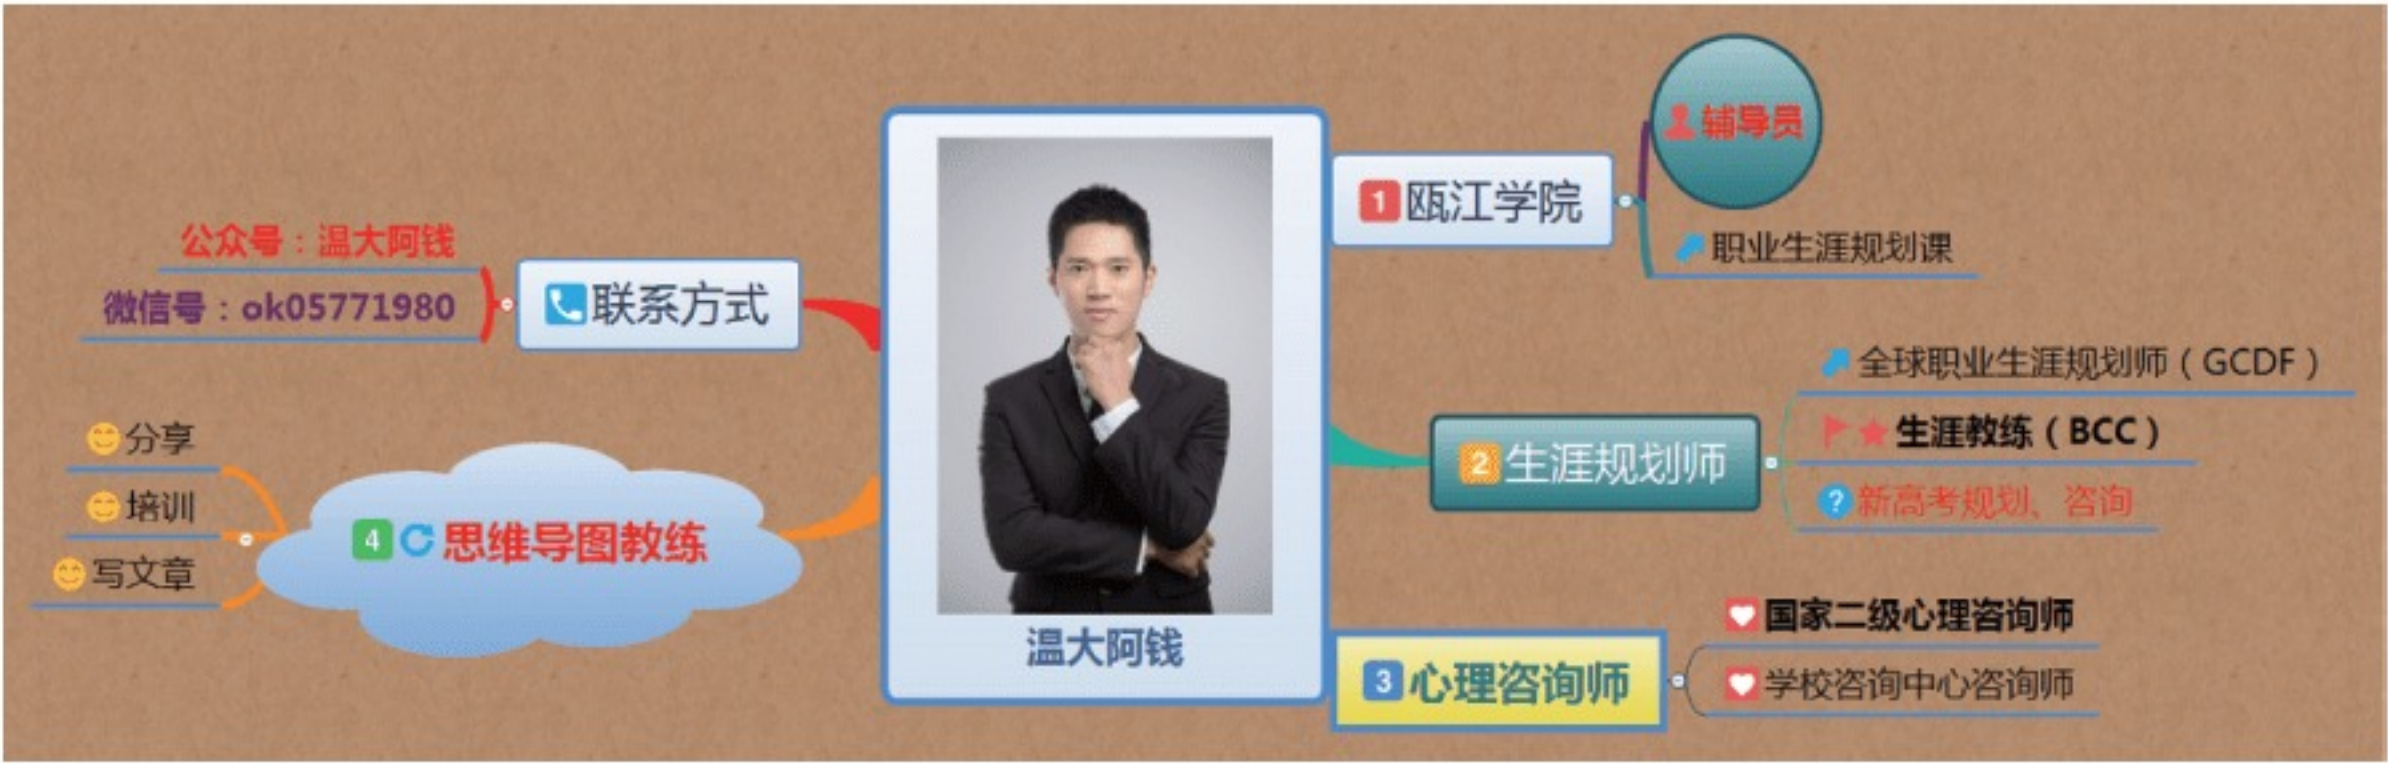 温大阿钱
1 瓯江学院
辅导员
职业生涯规划课
2 生涯规划师
全球职业生涯规划师（GCDF）
生涯教练（BCC）
? 新高考规划、咨询
3 心理咨询师
国家二级心理咨询师
学校咨询中心咨询师
4 思维导图教练
分享
培训
写文章
联系方式
公众号：温大阿钱
微信号：ok05771980